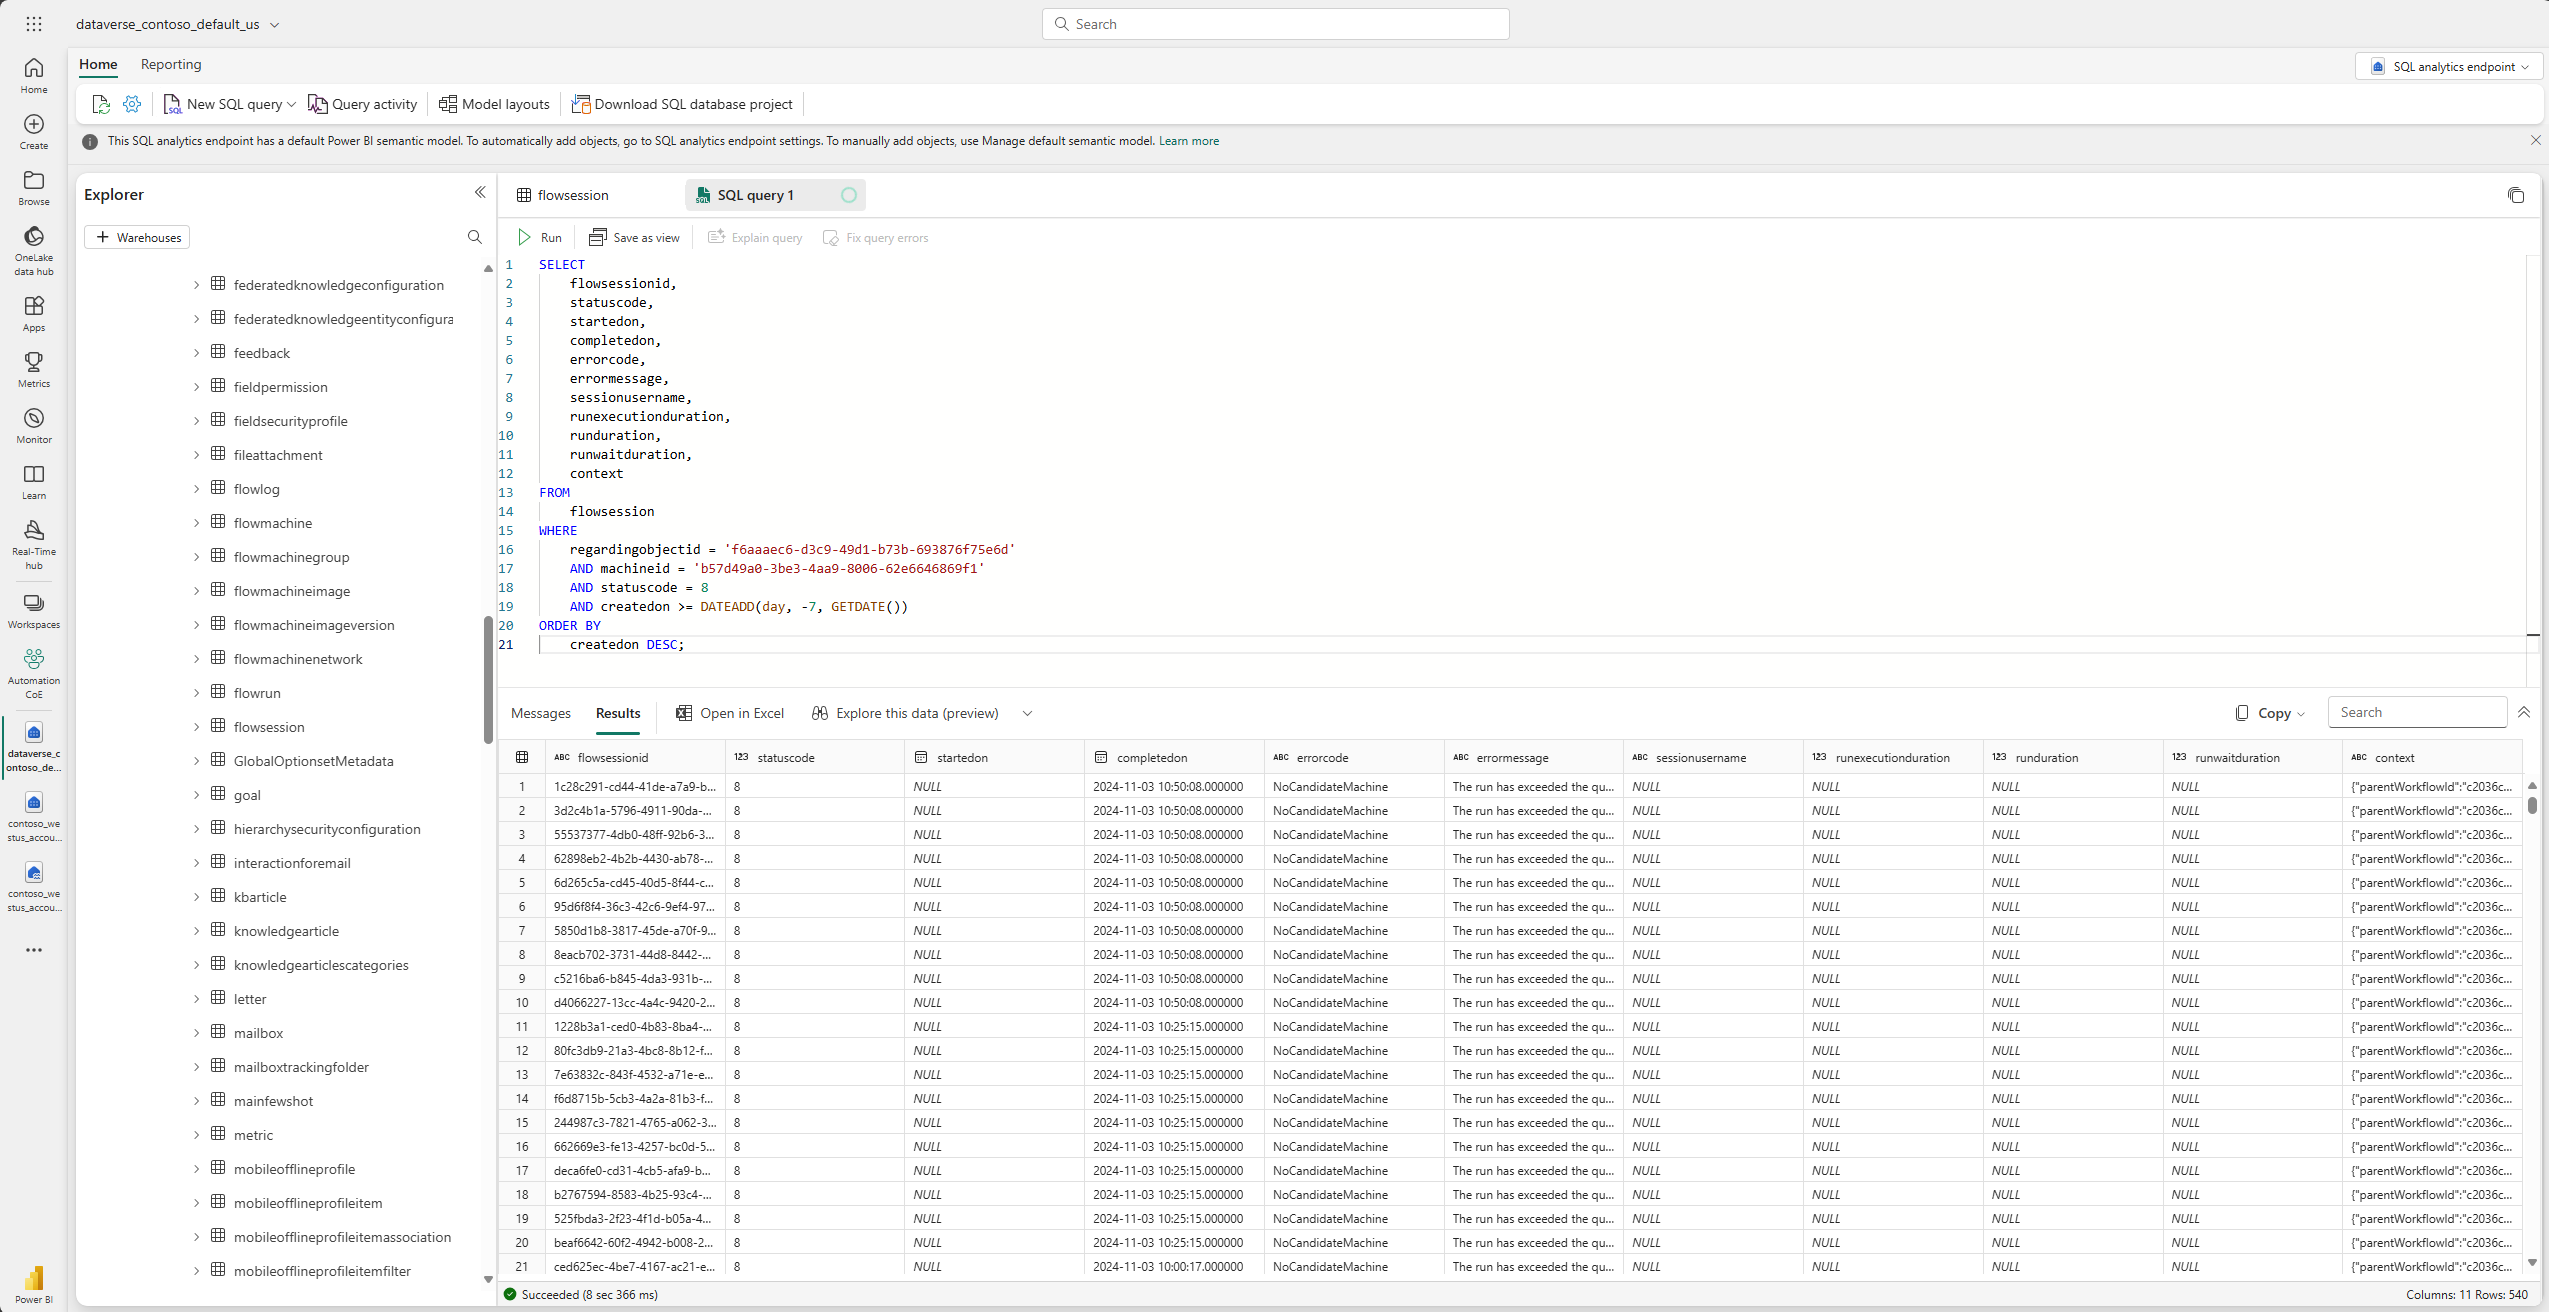 dataverse_contoso_default_us
Search
Home
Reporting
SQL analytics endpoint
New SQL query
Query activity
Model layouts
Download SQL database project
This SQL analytics endpoint has a default Power BI semantic model. To automatically add objects, go to SQL analytics endpoint settings. To manually add objects, use Manage default semantic model. Learn more
Home
Create
Browse
OneLake
data hub
Apps
Metrics
Monitor
Learn
Real-Time
hub
Workspaces
Automation
CoE
dataverse_c
ontoso_de...
contoso_we
stus_accou...
contoso_we
stus_accou...
Power BI
Explorer
Warehouses
federatedknowledgeconfiguration
federatedknowledgeentityconfigura
feedback
fieldpermission
fieldsecurityprofile
fileattachment
flowlog
flowmachine
flowmachinegroup
flowmachineimage
flowmachineimageversion
flowmachinenetwork
flowrun
flowsession
GlobalOptionsetMetadata
goal
hierarchysecurityconfiguration
interactionforemail
kbarticle
knowledgearticle
knowledgearticlescategories
letter
mailbox
mailboxtrackingfolder
mainfewshot
metric
mobileofflineprofile
mobileofflineprofileitem
mobileofflineprofileitemassociation
mobileofflineprofileitemfilter
flowsession
SQL query 1
Run
Save as view
Explain query
Fix query errors
1 SELECT
2 flowsessionid,
3 statuscode,
4 startedon,
5 completedon,
6 errorcode,
7 errormessage,
8 sessionusername,
9 runexecutionduration,
10 runduration,
11 runwaitduration,
12 context
13 FROM
14 flowsession
15 WHERE
16 regardingobjectid = 'f6aaaec6-d3c9-49d1-b73b-693876f75e6d'
17 AND machineid = 'b57d49a0-3be3-4aa9-8006-62e6646869f1'
18 AND statuscode = 8
19 AND createdon >= DATEADD(day, -7, GETDATE())
20 ORDER BY
21 createdon DESC;
Messages
Results
Open in Excel
Explore this data (preview)
Copy
Search
ABC flowsessionid 123 statuscode startedon completedon ABC errorcode ABC errormessage ABC sessionusername 123 runexecutionduration 123 runduration 123 runwaitduration ABC context
1 1c28c291-cd44-41de-a7a9-b... 8 NULL 2024-11-03 10:50:08.000000 NoCandidateMachine The run has exceeded the qu... NULL NULL NULL NULL {"parentWorkflowId":"c2036c...
2 3d2c4b1a-5796-4911-90da-... 8 NULL 2024-11-03 10:50:08.000000 NoCandidateMachine The run has exceeded the qu... NULL NULL NULL NULL {"parentWorkflowId":"c2036c...
3 55537377-4db0-48ff-92b6-3... 8 NULL 2024-11-03 10:50:08.000000 NoCandidateMachine The run has exceeded the qu... NULL NULL NULL NULL {"parentWorkflowId":"c2036c...
4 62898eb2-4b2b-4430-ab78-... 8 NULL 2024-11-03 10:50:08.000000 NoCandidateMachine The run has exceeded the qu... NULL NULL NULL NULL {"parentWorkflowId":"c2036c...
5 6d265c5a-cd45-40d5-8f44-c... 8 NULL 2024-11-03 10:50:08.000000 NoCandidateMachine The run has exceeded the qu... NULL NULL NULL NULL {"parentWorkflowId":"c2036c...
6 95d6f8f4-36c3-42c6-9ef4-97... 8 NULL 2024-11-03 10:50:08.000000 NoCandidateMachine The run has exceeded the qu... NULL NULL NULL NULL {"parentWorkflowId":"c2036c...
7 5850d1b8-3817-45de-a70f-9... 8 NULL 2024-11-03 10:50:08.000000 NoCandidateMachine The run has exceeded the qu... NULL NULL NULL NULL {"parentWorkflowId":"c2036c...
8 8eacb702-3731-44d8-8442-... 8 NULL 2024-11-03 10:50:08.000000 NoCandidateMachine The run has exceeded the qu... NULL NULL NULL NULL {"parentWorkflowId":"c2036c...
9 c5216ba6-b845-4da3-931b-... 8 NULL 2024-11-03 10:50:08.000000 NoCandidateMachine The run has exceeded the qu... NULL NULL NULL NULL {"parentWorkflowId":"c2036c...
10 d4066227-13cc-4a4c-9420-2... 8 NULL 2024-11-03 10:50:08.000000 NoCandidateMachine The run has exceeded the qu... NULL NULL NULL NULL {"parentWorkflowId":"c2036c...
11 1228b3a1-ced0-4b83-8ba4-... 8 NULL 2024-11-03 10:25:15.000000 NoCandidateMachine The run has exceeded the qu... NULL NULL NULL NULL {"parentWorkflowId":"c2036c...
12 80fc3db9-21a3-4bc8-8b12-f... 8 NULL 2024-11-03 10:25:15.000000 NoCandidateMachine The run has exceeded the qu... NULL NULL NULL NULL {"parentWorkflowId":"c2036c...
13 7e63832c-843f-4532-a71e-e... 8 NULL 2024-11-03 10:25:15.000000 NoCandidateMachine The run has exceeded the qu... NULL NULL NULL NULL {"parentWorkflowId":"c2036c...
14 f6d8715b-5cb3-4a2a-81b3-f... 8 NULL 2024-11-03 10:25:15.000000 NoCandidateMachine The run has exceeded the qu... NULL NULL NULL NULL {"parentWorkflowId":"c2036c...
15 244987c3-7821-4765-a062-3... 8 NULL 2024-11-03 10:25:15.000000 NoCandidateMachine The run has exceeded the qu... NULL NULL NULL NULL {"parentWorkflowId":"c2036c...
16 662669e3-fe13-4257-bc0d-5... 8 NULL 2024-11-03 10:25:15.000000 NoCandidateMachine The run has exceeded the qu... NULL NULL NULL NULL {"parentWorkflowId":"c2036c...
17 deca6fe0-cd31-4cb5-afa9-b... 8 NULL 2024-11-03 10:25:15.000000 NoCandidateMachine The run has exceeded the qu... NULL NULL NULL NULL {"parentWorkflowId":"c2036c...
18 b2767594-8583-4b25-93c4-... 8 NULL 2024-11-03 10:25:15.000000 NoCandidateMachine The run has exceeded the qu... NULL NULL NULL NULL {"parentWorkflowId":"c2036c...
19 525fbda3-2f23-4f1d-b05a-4... 8 NULL 2024-11-03 10:25:15.000000 NoCandidateMachine The run has exceeded the qu... NULL NULL NULL NULL {"parentWorkflowId":"c2036c...
20 beaf6642-60f2-4942-b008-2... 8 NULL 2024-11-03 10:25:15.000000 NoCandidateMachine The run has exceeded the qu... NULL NULL NULL NULL {"parentWorkflowId":"c2036c...
21 ced625ec-4be7-4167-ac21-e... 8 NULL 2024-11-03 10:00:17.000000 NoCandidateMachine The run has exceeded the qu... NULL NULL NULL NULL {"parentWorkflowId":"c2036c...
Succeeded (8 sec 366 ms)
Columns: 11 Rows: 540